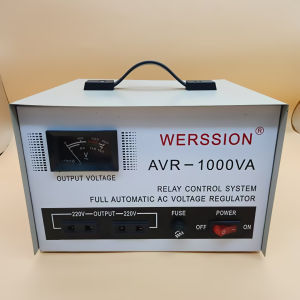 WERSSION®
AVR-1000VA
OUTPUT VOLTAGE
RELAY CONTROL SYSTEM
FULL AUTOMATIC AC VOLTAGE REGULATOR
220V OUTPUT 220V
FUSE
POWER
OFF
ON